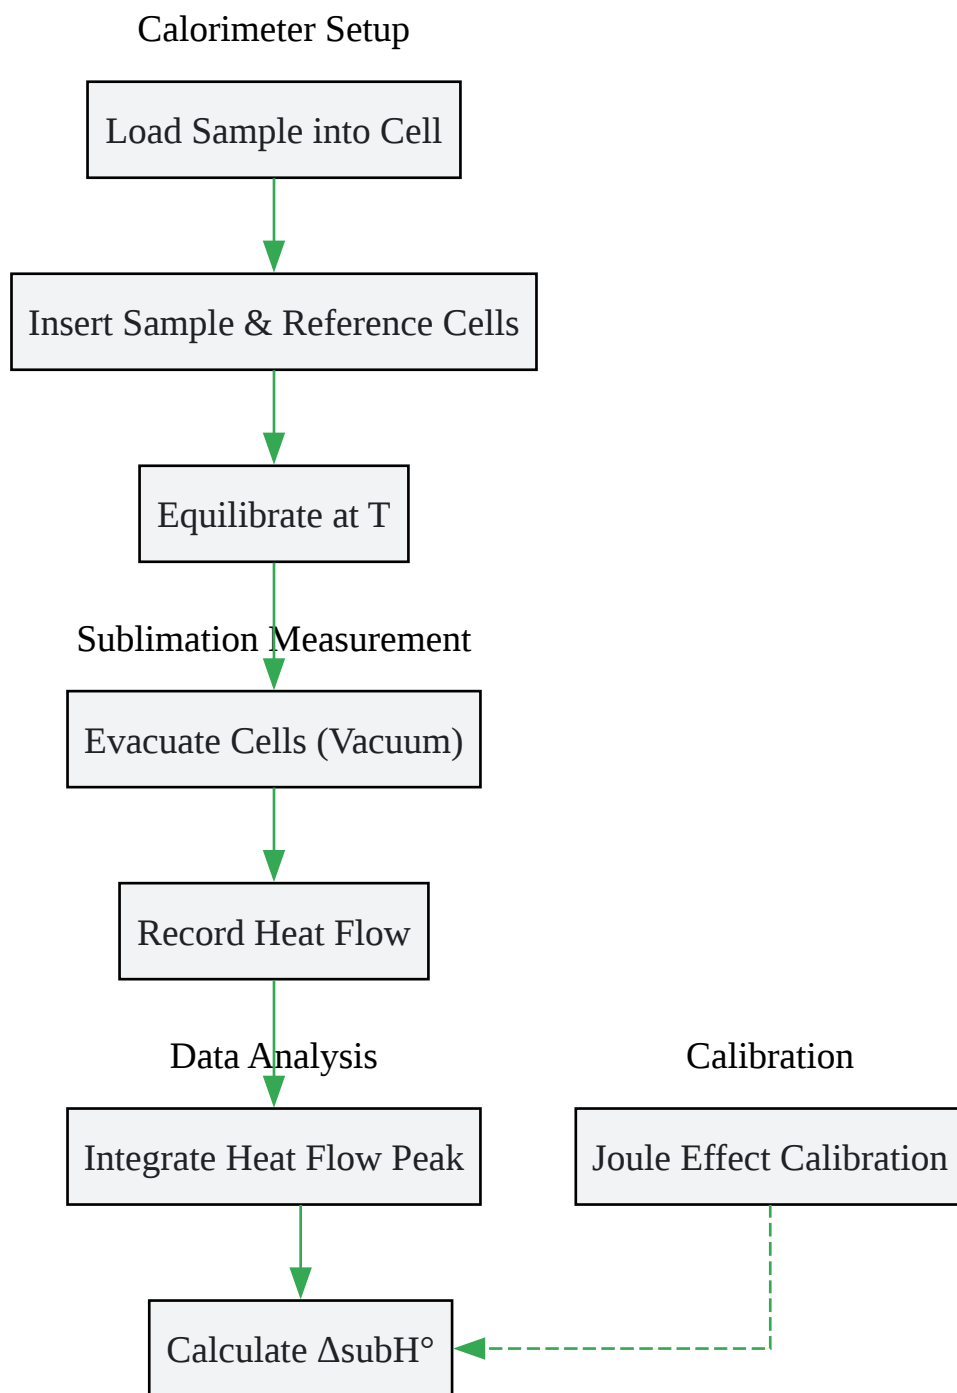 Calorimeter Setup
Load Sample into Cell
Insert Sample & Reference Cells
Equilibrate at T
Sublimation Measurement
Evacuate Cells (Vacuum)
Record Heat Flow
Data Analysis
Calibration
Integrate Heat Flow Peak
Joule Effect Calibration
Calculate ΔsubH°